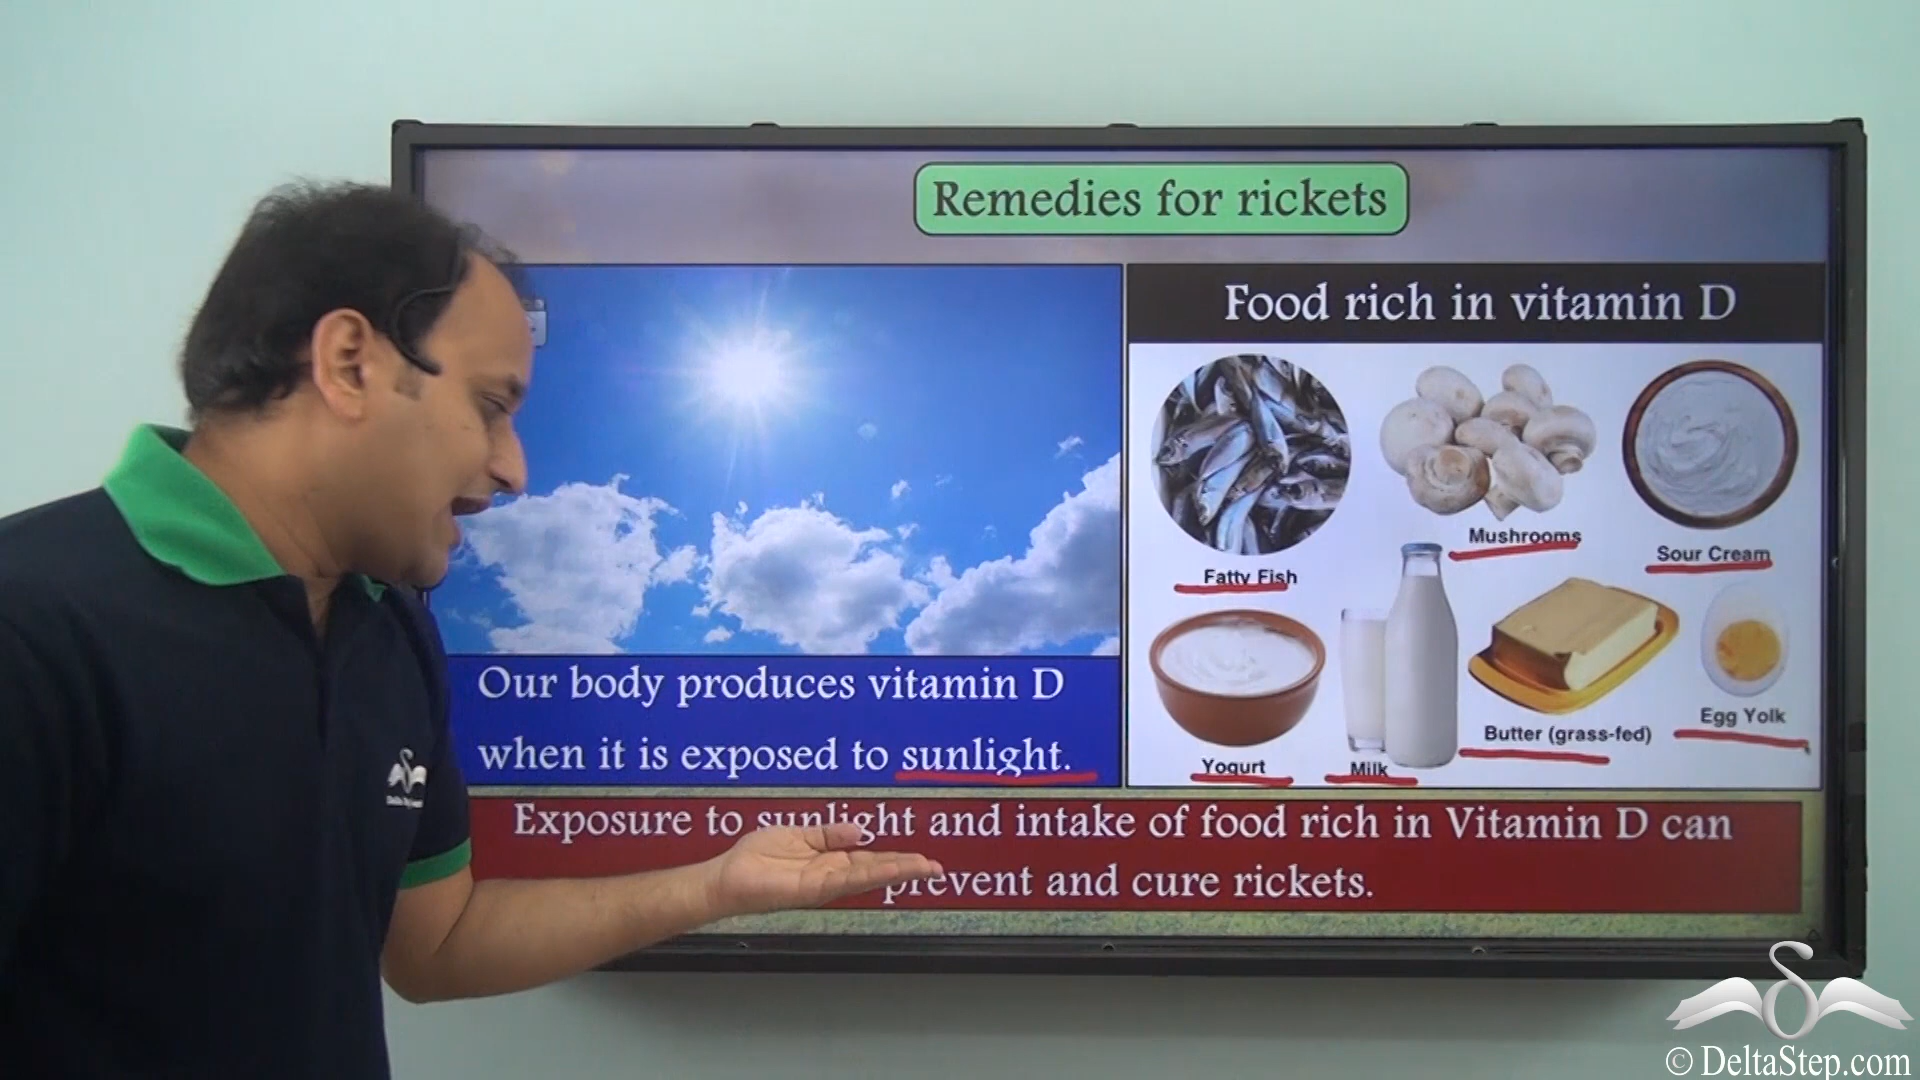 Remedies for rickets
Food rich in vitamin D
Fatty Fish
Mushrooms
Sour Cream
Yogurt
Milk
Butter (grass-fed)
Egg Yolk
Our body produces vitamin D
when it is exposed to sunlight.
Exposure to sunlight and intake of food rich in Vitamin D can
prevent and cure rickets.
© DeltaStep.com